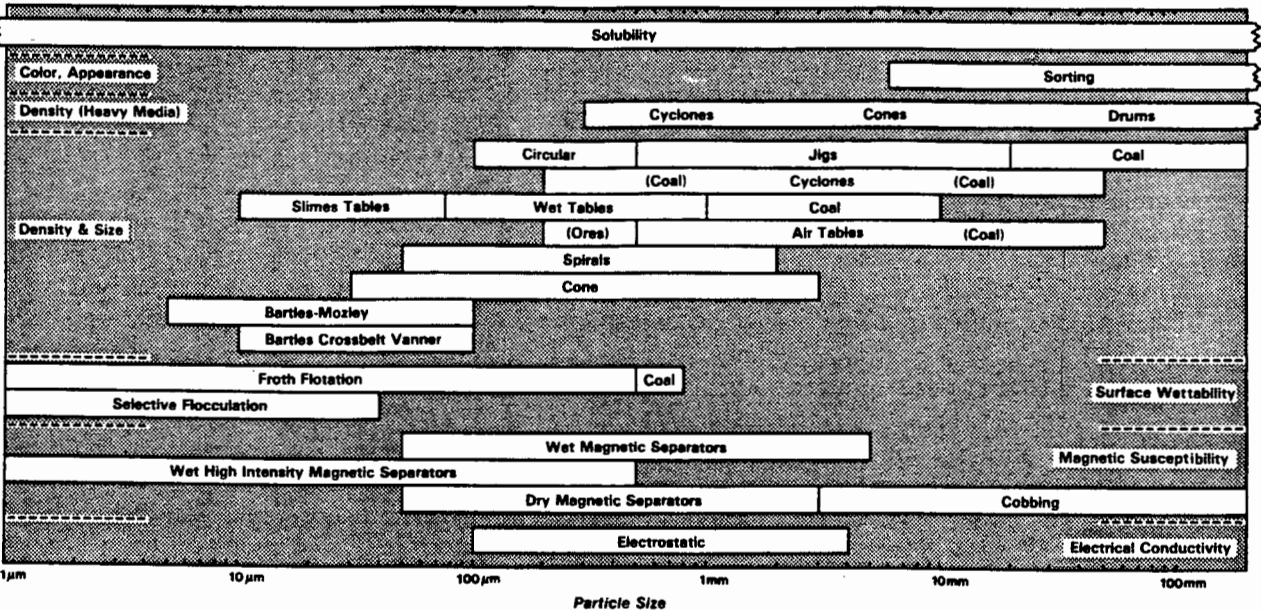 Solubility
Color, Appearance
Sorting
Density (Heavy Media)
Cyclones Cones Drums
Circular Jigs Coal
(Coal) Cyclones (Coal)
Slimes Tables Wet Tables Coal
Density & Size
(Ores) Air Tables (Coal)
Spirals
Cone
Bartles-Mozley
Bartles Crossbelt Vanner
Froth Flotation Coal
Surface Wettability
Selective Flocculation
Wet Magnetic Separators
Magnetic Susceptibility
Wet High Intensity Magnetic Separators
Dry Magnetic Separators Cobbing
Electrostatic
Electrical Conductivity
1μm 10μm 100μm 1mm 10mm 100mm
Particle Size